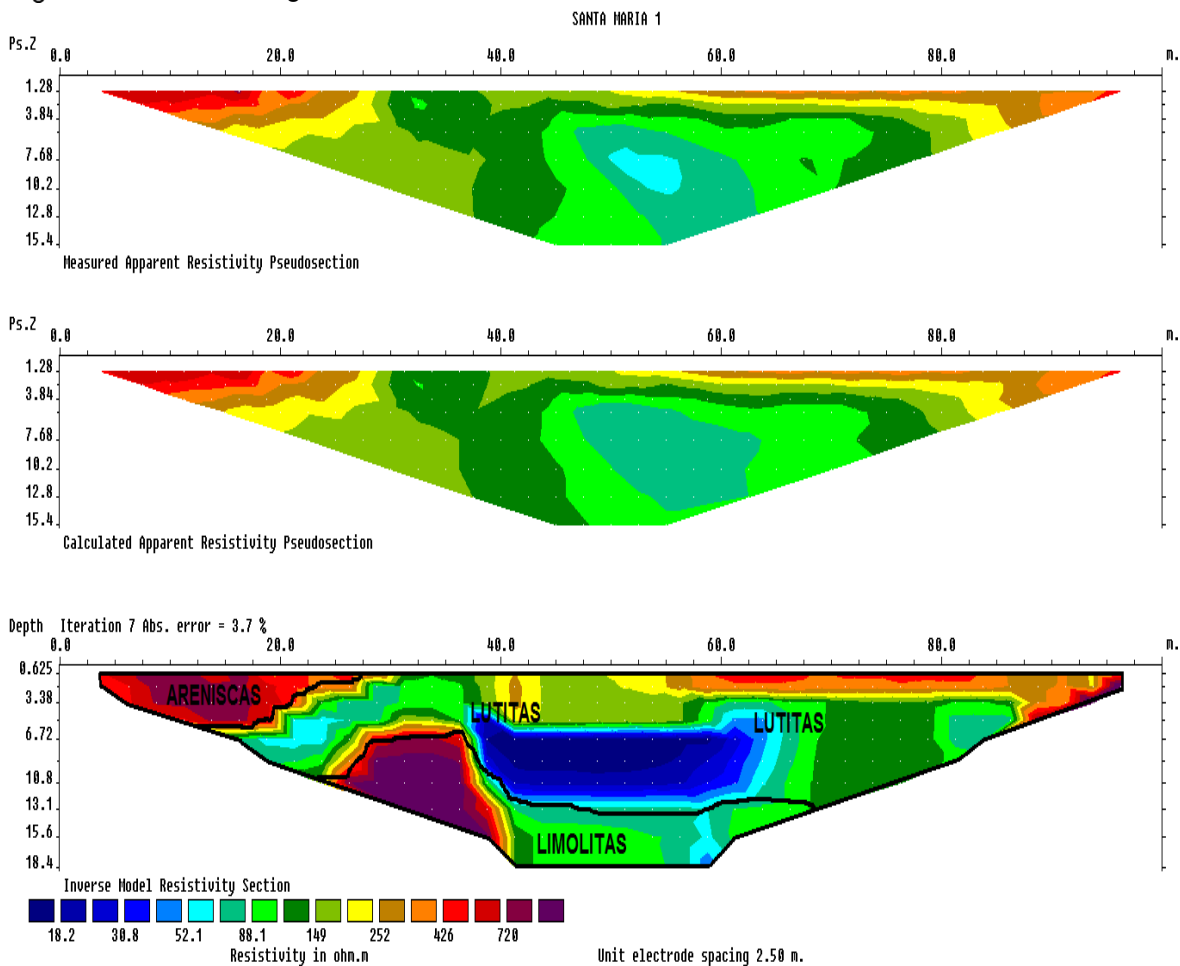 SANTA MARIA 1
Ps.Z 0.0 20.0 40.0 60.0 80.0 m.
1.28
3.84
7.68
10.2
12.8
15.4
Measured Apparent Resistivity Pseudosection
Ps.Z 0.0 20.0 40.0 60.0 80.0 m.
1.28
3.84
7.68
10.2
12.8
15.4
Calculated Apparent Resistivity Pseudosection
Depth Iteration 7 Abs. error = 3.7 %
0.0 20.0 40.0 60.0 80.0 m.
0.625
ARENISCAS
3.38
LUTITAS
LUTITAS
6.72
10.8
13.1
15.6
LIMOLITAS
18.4
Inverse Model Resistivity Section
18.2 30.8 52.1 88.1 149 252 426 720
Resistivity in ohm.m Unit electrode spacing 2.50 m.